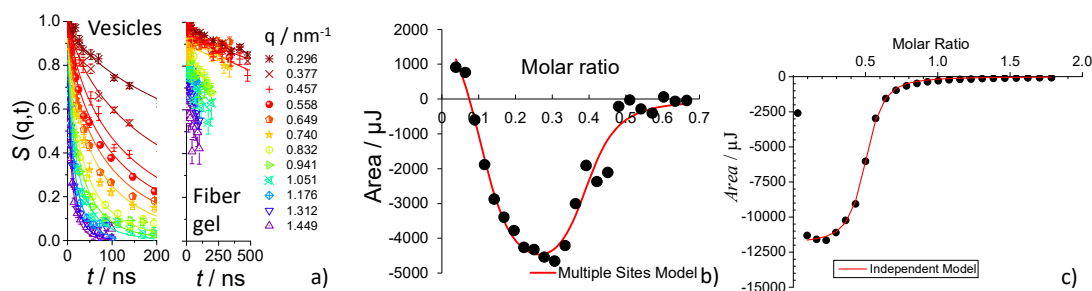 1.0
0.8
0.6
0.4
0.2
0.0
S (q,t)
Vesicles
Fiber
gel
0 100 200
0 250 500
t / ns
t / ns
a)
q / nm-1
0.296
0.377
0.457
0.558
0.649
0.740
0.832
0.941
1.051
1.176
1.312
1.449
Molar ratio
2000
1000
0
-1000
-2000
-3000
-4000
-5000
Area / µJ
0 0.1 0.2 0.3 0.4 0.5 0.6 0.7
Multiple Sites Model
b)
Molar Ratio
0.0 0.5 1.0 1.5 2.0
0
-2500
-5000
-7500
-10000
-12500
-15000
Area / µJ
Independent Model
c)